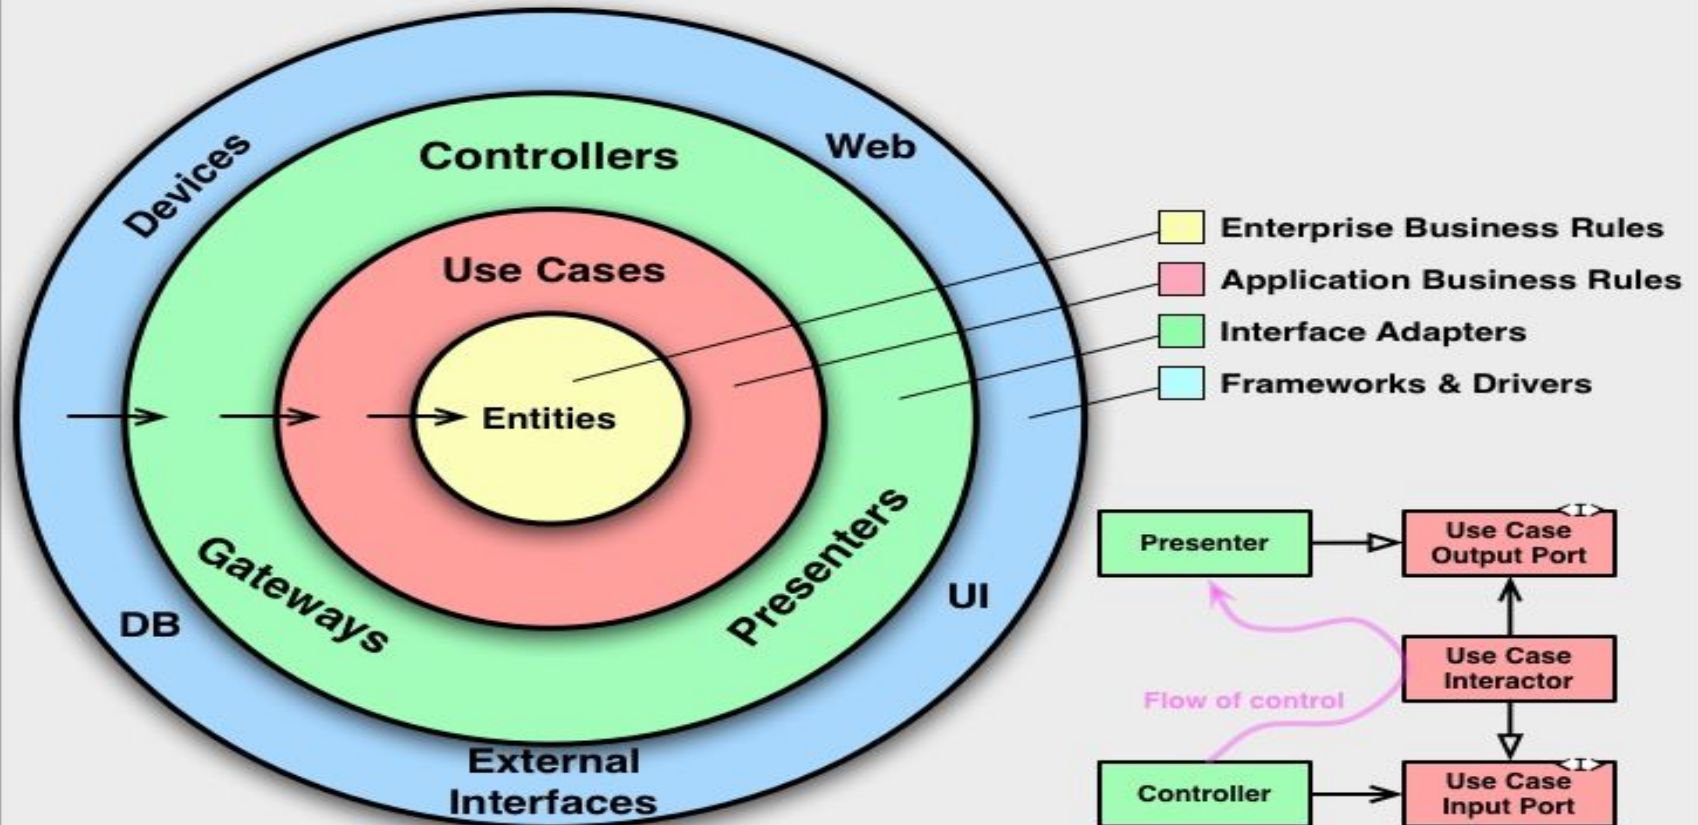 Devices
Controllers
Web
Use Cases
Entities
Gateways
Presenters
DB
UI
External
Interfaces
Enterprise Business Rules
Application Business Rules
Interface Adapters
Frameworks & Drivers
Presenter
<I>
Use Case
Output Port
Use Case
Interactor
Flow of control
Controller
<I>
Use Case
Input Port